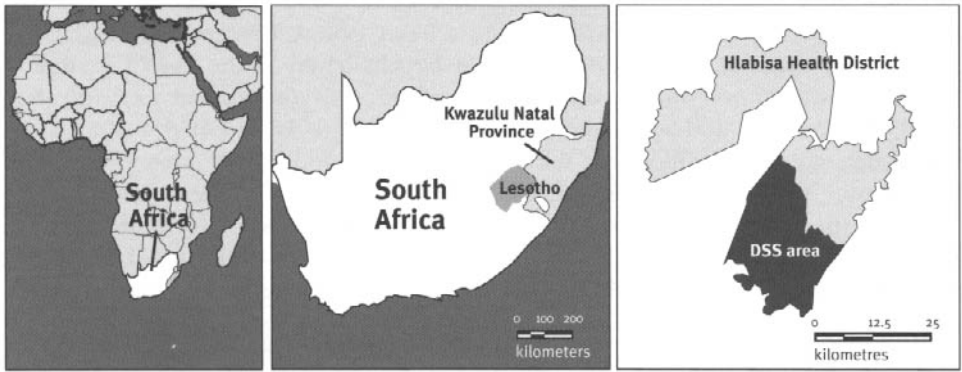 South
Africa
Kwazulu Natal
Province
Lesotho
South
Africa
0 100 200
kilometers
Hlabisa Health District
DSS area
0 12.5 25
kilometres